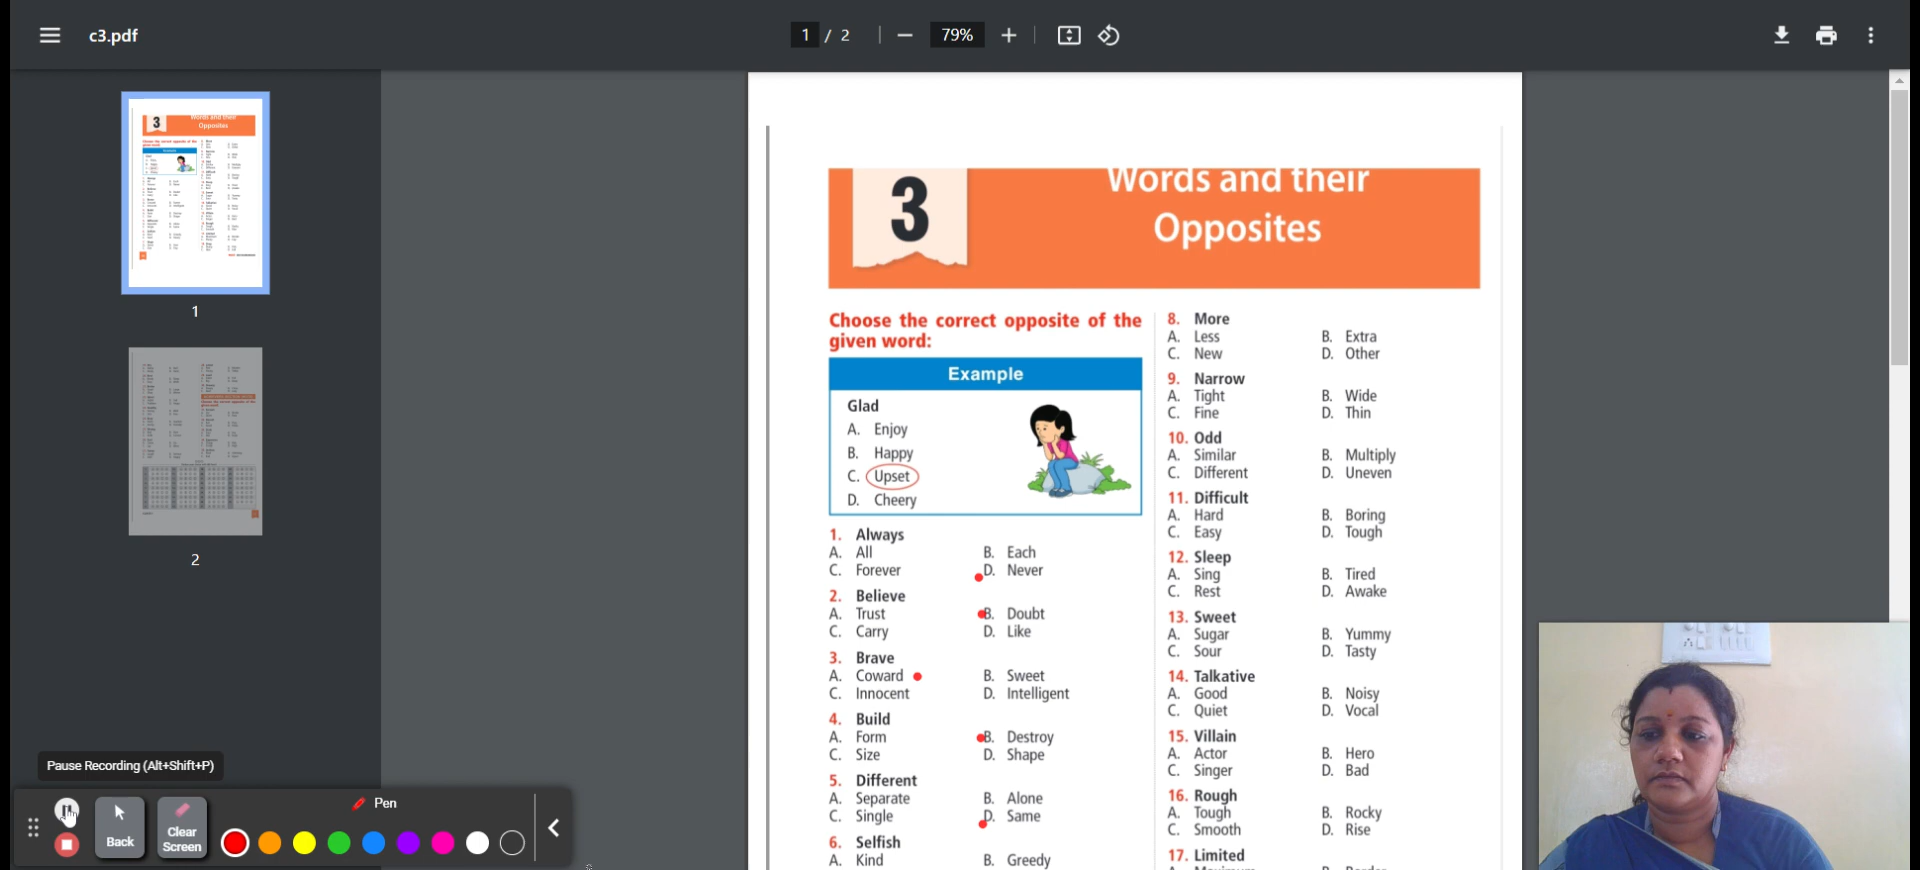 c3.pdf
1 / 2
79%
3
Words and their
Opposites
1
2
3
Words and their
Opposites
Choose the correct opposite of the
given word:
Example
Glad
A. Enjoy
B. Happy
C. Upset
D. Cheery
1. Always
A. All B. Each
C. Forever D. Never
2. Believe
A. Trust B. Doubt
C. Carry D. Like
3. Brave
A. Coward B. Sweet
C. Innocent D. Intelligent
4. Build
A. Form B. Destroy
C. Size D. Shape
5. Different
A. Separate B. Alone
C. Single D. Same
6. Selfish
A. Kind B. Greedy
8. More
A. Less B. Extra
C. New D. Other
9. Narrow
A. Tight B. Wide
C. Fine D. Thin
10. Odd
A. Similar B. Multiply
C. Different D. Uneven
11. Difficult
A. Hard B. Boring
C. Easy D. Tough
12. Sleep
A. Sing B. Tired
C. Rest D. Awake
13. Sweet
A. Sugar B. Yummy
C. Sour D. Tasty
14. Talkative
A. Good B. Noisy
C. Quiet D. Vocal
15. Villain
A. Actor B. Hero
C. Singer D. Bad
16. Rough
A. Tough B. Rocky
C. Smooth D. Rise
17. Limited
Pause Recording (Alt+Shift+P)
Back
Clear
Screen
Pen